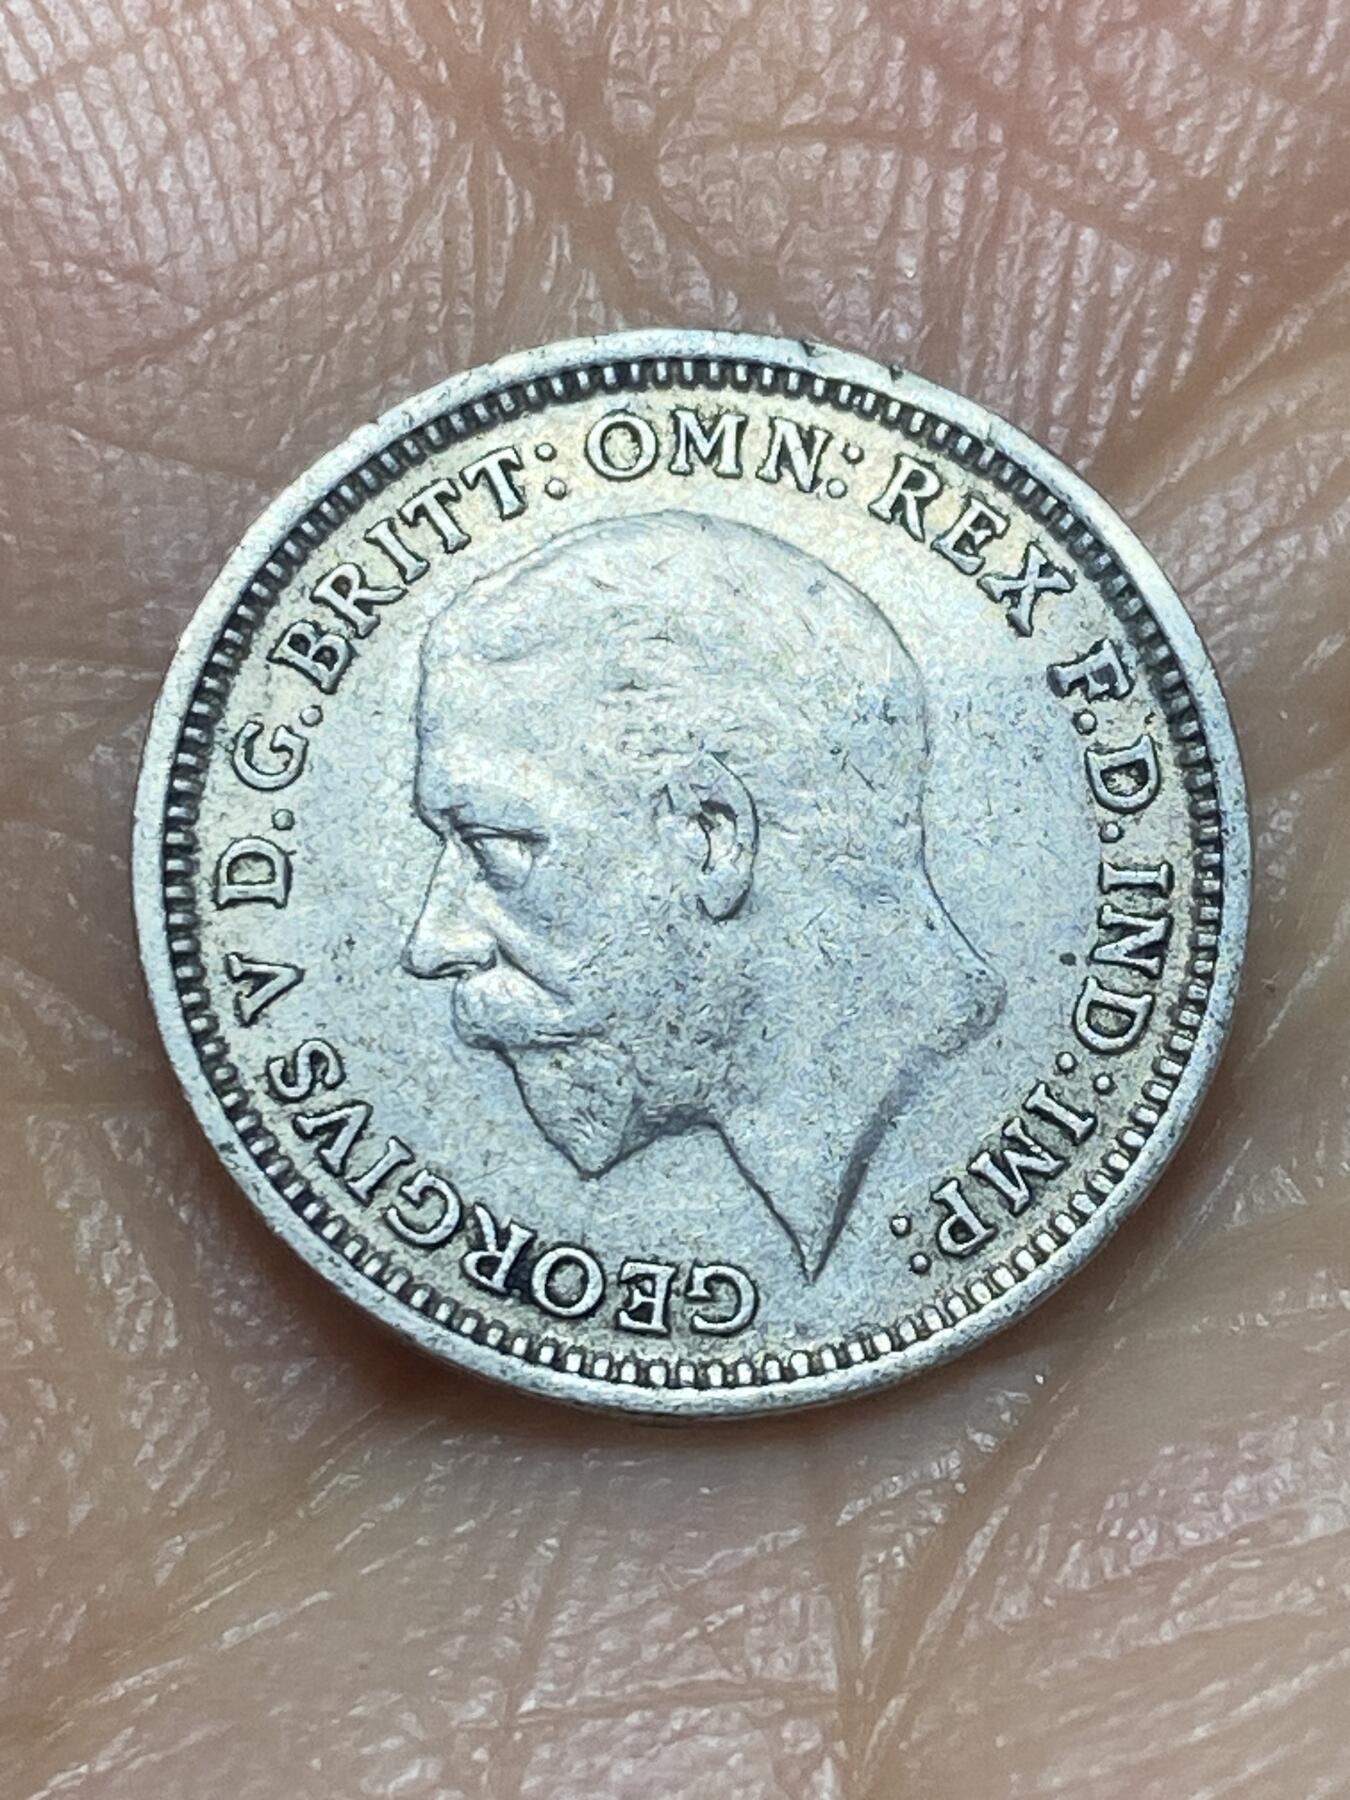 GEORGIVS V D.G.BRITT: OMN: REX F.D.IND:IMP: